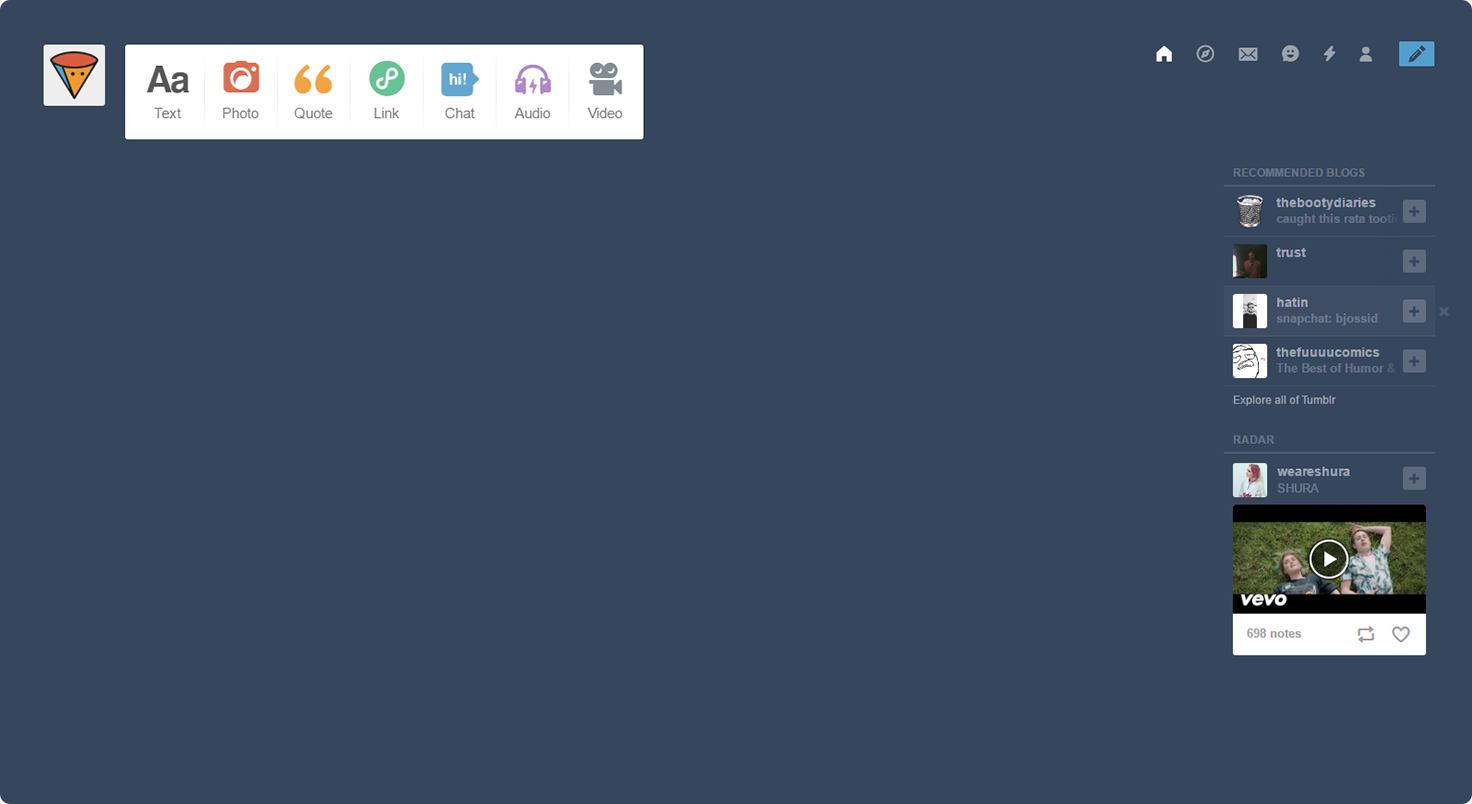 Aa
Text
Photo
Quote
Link
hi!
Chat
Audio
Video
RECOMMENDED BLOGS
thebootydiaries
caught this rata tooti
trust
hatin
snapchat: bjossid
thefuuuucomics
The Best of Humor &
Explore all of Tumblr
RADAR
weareshura
SHURA
vevo
698 notes